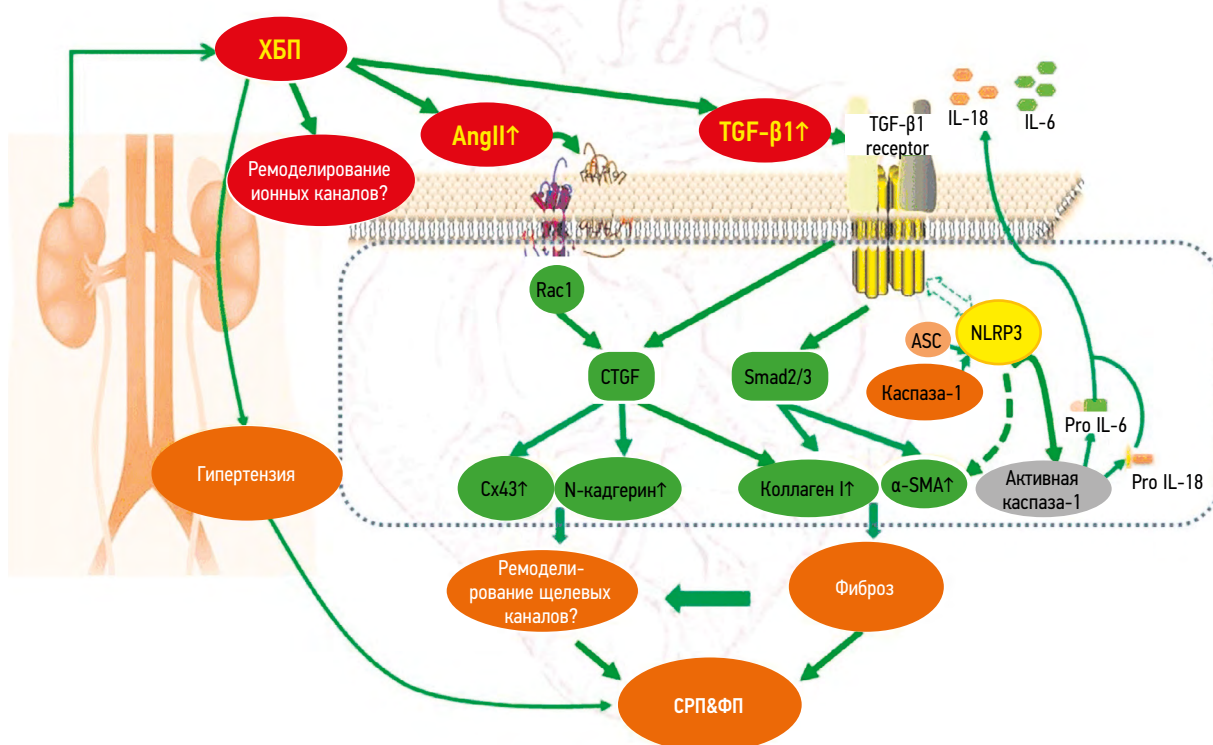 ХБП
IL-18
IL-6
AngII↑
TGF-β1↑
TGF-β1
receptor
Ремоделирование
ионных каналов?
Rac1
NLRP3
ASC
CTGF
Smad2/3
Каспаза-1
Pro IL-6
Гипертензия
Cx43↑
N-кадгерин↑
Коллаген I↑
α-SMA↑
Активная
каспаза-1
Pro IL-18
Ремодели-
рование щелевых
каналов?
Фиброз
СРП&ФП